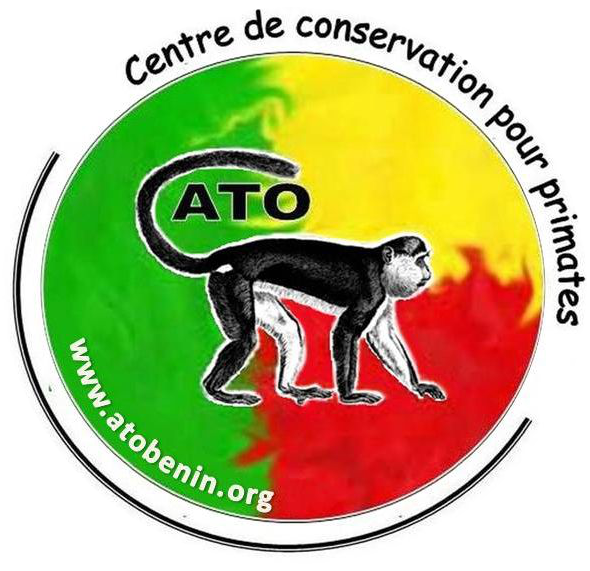 Centre de conservation pour primates
ATO
www.atobenin.org